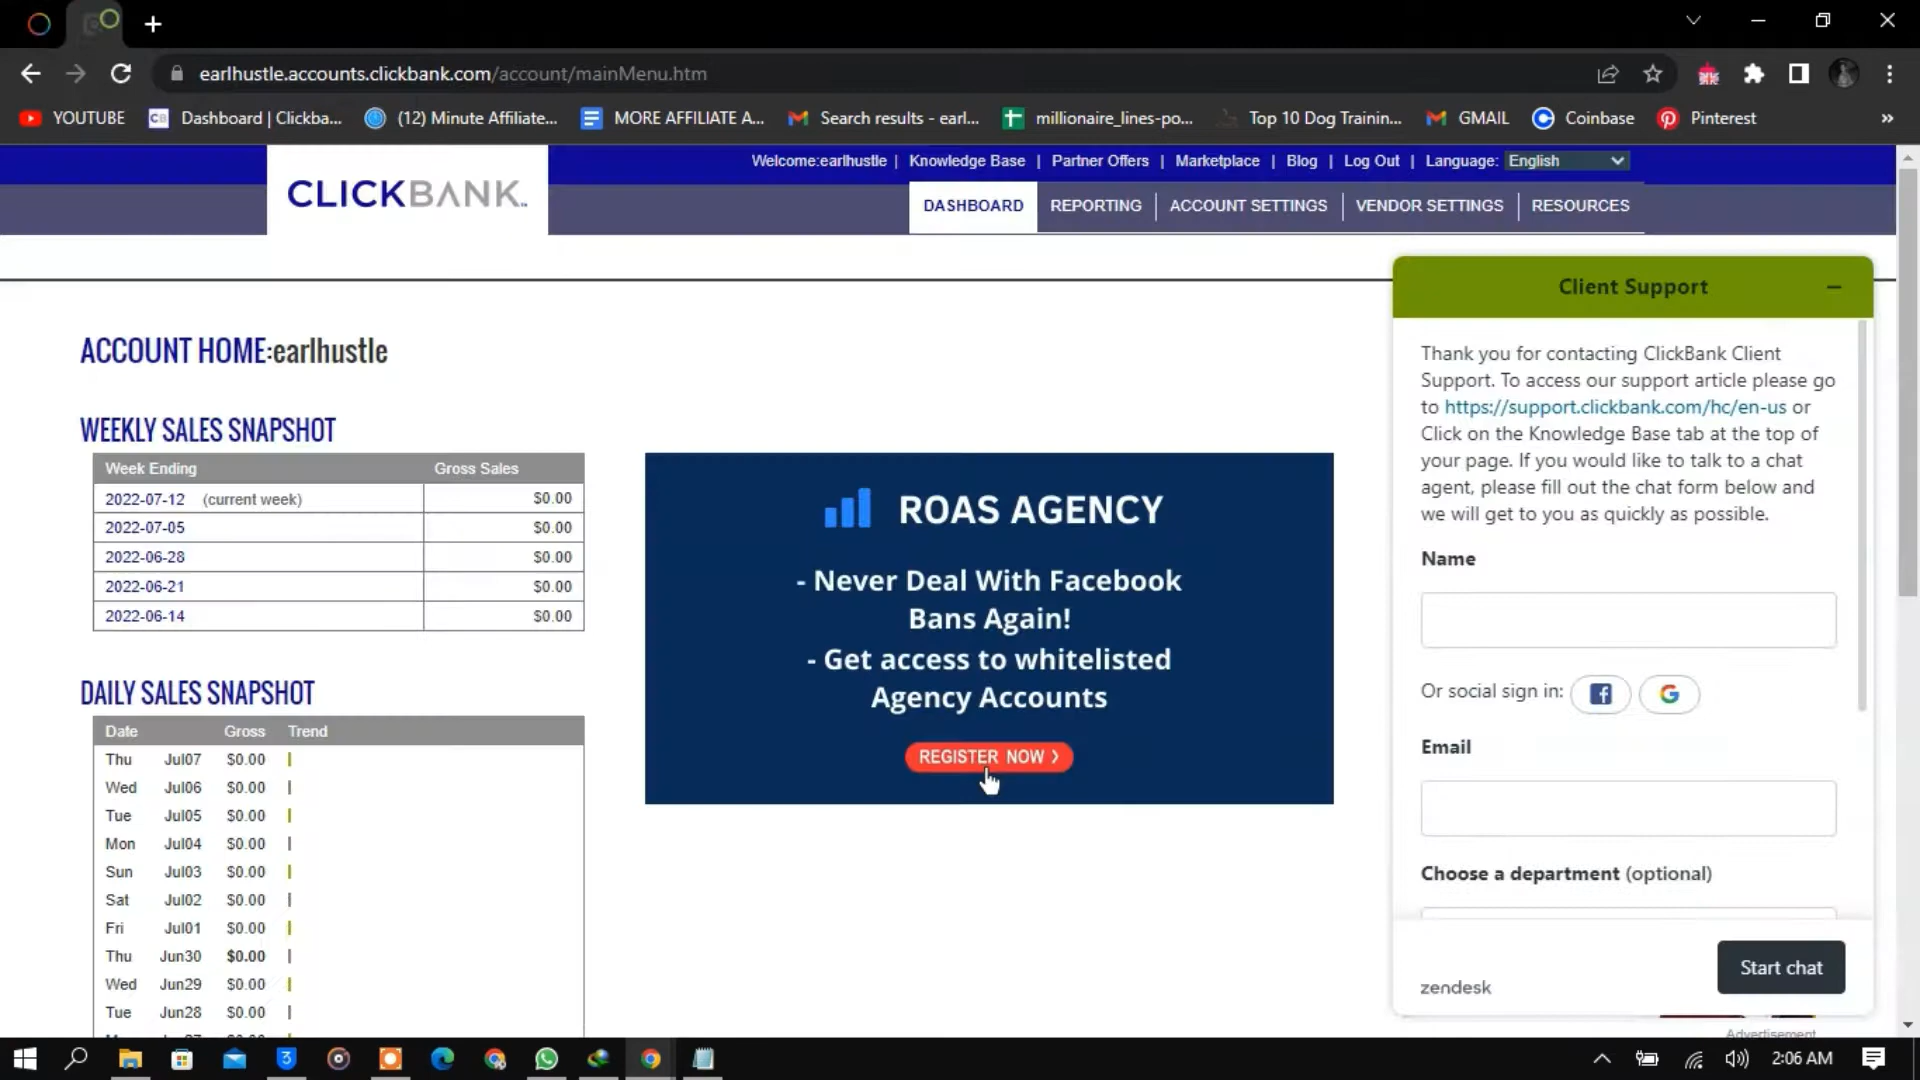 earlhustle.accounts.clickbank.com/account/mainMenu.htm
YOUTUBE
Dashboard | Clickba...
(12) Minute Affiliate...
MORE AFFILIATE A...
Search results - earl...
millionaire_lines-po...
Top 10 Dog Trainin...
GMAIL
Coinbase
Pinterest
»
Welcome:earlhustle | Knowledge Base | Partner Offers | Marketplace | Blog | Log Out | Language: English
CLICKBANK
DASHBOARD REPORTING ACCOUNT SETTINGS VENDOR SETTINGS RESOURCES
ACCOUNT HOME:earlhustle
WEEKLY SALES SNAPSHOT
Week Ending Gross Sales
2022-07-12 (current week) $0.00
2022-07-05 $0.00
2022-06-28 $0.00
2022-06-21 $0.00
2022-06-14 $0.00
DAILY SALES SNAPSHOT
Date Gross Trend
Thu Jul07 $0.00
Wed Jul06 $0.00
Tue Jul05 $0.00
Mon Jul04 $0.00
Sun Jul03 $0.00
Sat Jul02 $0.00
Fri Jul01 $0.00
Thu Jun30 $0.00
Wed Jun29 $0.00
Tue Jun28 $0.00
ROAS AGENCY
- Never Deal With Facebook
Bans Again!
- Get access to whitelisted
Agency Accounts
REGISTER NOW >
Client Support
Thank you for contacting ClickBank Client
Support. To access our support article please go
to https://support.clickbank.com/hc/en-us or
Click on the Knowledge Base tab at the top of
your page. If you would like to talk to a chat
agent, please fill out the chat form below and
we will get to you as quickly as possible.
Name
Or social sign in:
Email
Choose a department (optional)
Start chat
zendesk
Advertisement
2:06 AM